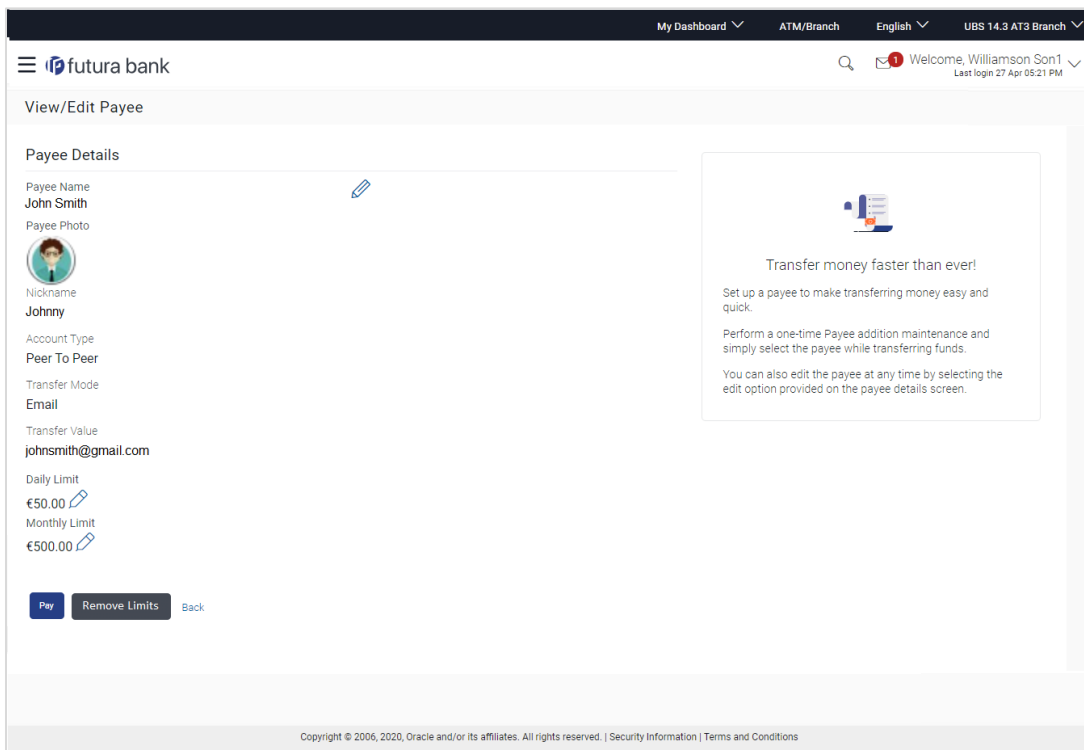 My Dashboard ATM/Branch English UBS 14.3 AT3 Branch
futura bank 1 Welcome, Williamson Son1
Last login 27 Apr 05:21 PM
View/Edit Payee
Payee Details
Payee Name
John Smith
Payee Photo
Nickname
Johnny
Account Type
Peer To Peer
Transfer Mode
Email
Transfer Value
johnsmith@gmail.com
Daily Limit
€50.00
Monthly Limit
€500.00
Pay Remove Limits Back
Transfer money faster than ever!
Set up a payee to make transferring money easy and
quick.
Perform a one-time Payee addition maintenance and
simply select the payee while transferring funds.
You can also edit the payee at any time by selecting the
edit option provided on the payee details screen.
Copyright © 2006, 2020, Oracle and/or its affiliates. All rights reserved. | Security Information | Terms and Conditions